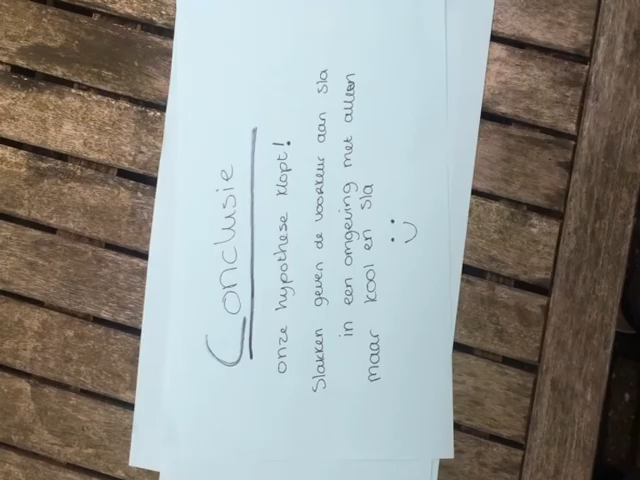 Conclusie
onze hypothese klopt!
Slakken geven de voorkeur aan sla
in een omgeving met alleen
maar kool en sla
:)